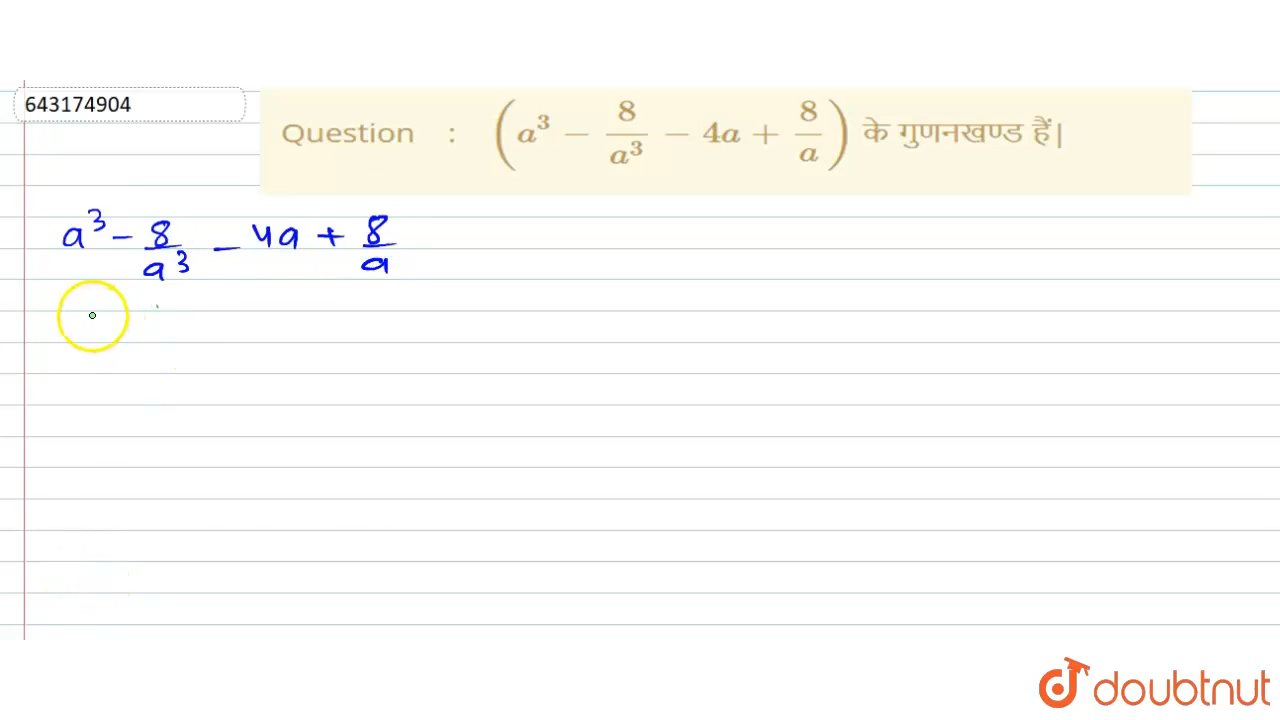 643174904
Question : (a³ − 8/a³ − 4a + 8/a) के गुणनखण्ड हैं|
a³ − 8/a³ − 4a + 8/a
doubtnut